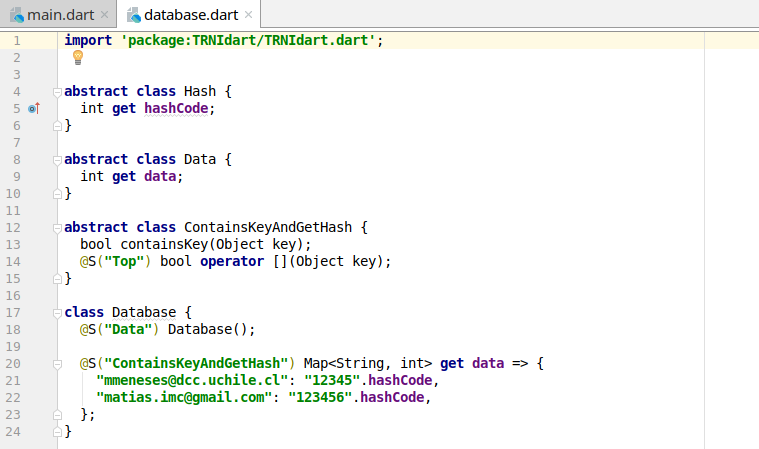 main.dart database.dart
1 import 'package:TRNIdart/TRNIdart.dart';
2
3
4 abstract class Hash {
5   int get hashCode;
6 }
7
8 abstract class Data {
9   int get data;
10 }
11
12 abstract class ContainsKeyAndGetHash {
13   bool containsKey(Object key);
14   @S("Top") bool operator [](Object key);
15 }
16
17 class Database {
18   @S("Data") Database();
19
20   @S("ContainsKeyAndGetHash") Map<String, int> get data => {
21     "mmeneses@dcc.uchile.cl": "12345".hashCode,
22     "matias.imc@gmail.com": "123456".hashCode,
23   };
24 }